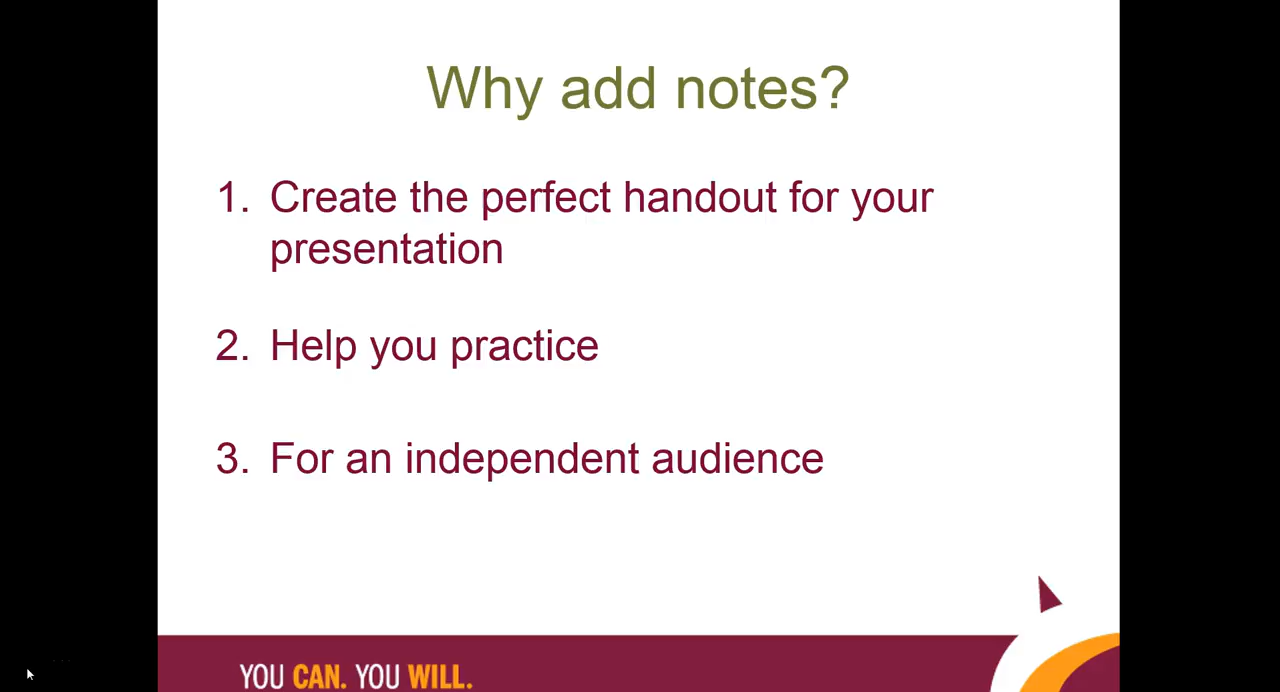 Why add notes?
1. Create the perfect handout for your
presentation
2. Help you practice
3. For an independent audience
YOU CAN. YOU WILL.